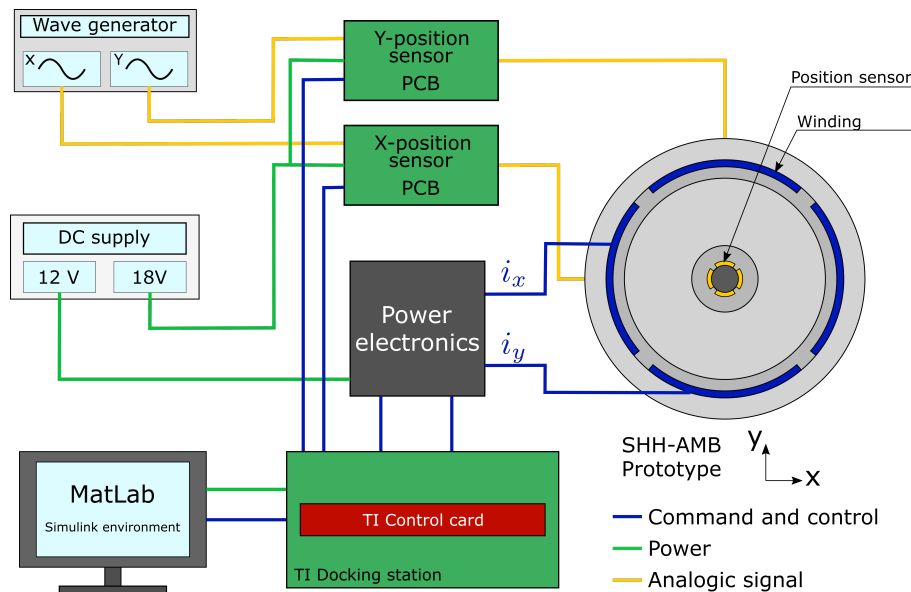 Wave generator
X
Y
Y-position
sensor
PCB
X-position
sensor
PCB
Position sensor
Winding
DC supply
12 V
18V
Power
electronics
i_x
i_y
SHH-AMB
Prototype
y
x
MatLab
Simulink environment
TI Control card
TI Docking station
Command and control
Power
Analogic signal